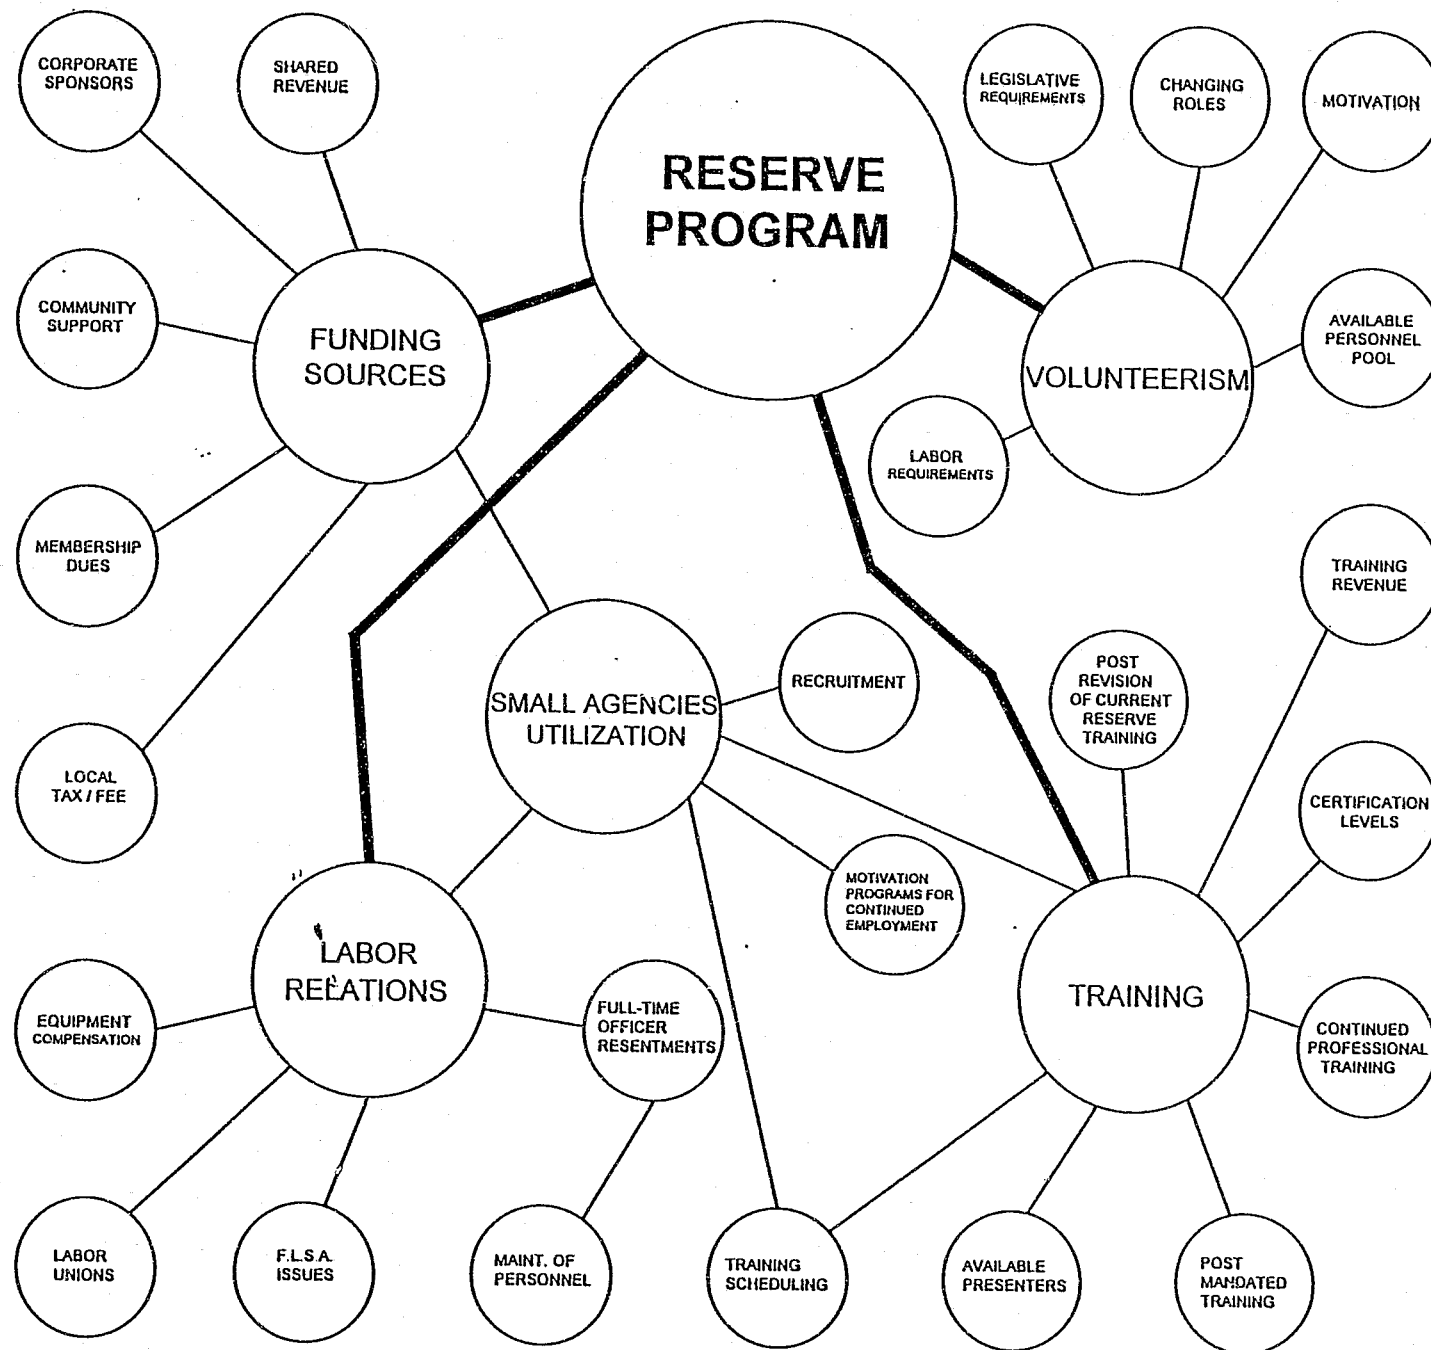 CORPORATE
SPONSORS
SHARED
REVENUE
RESERVE
PROGRAM
LEGISLATIVE
REQUIREMENTS
CHANGING
ROLES
MOTIVATION
COMMUNITY
SUPPORT
FUNDING
SOURCES
VOLUNTEERISM
AVAILABLE
PERSONNEL
POOL
LABOR
REQUIREMENTS
MEMBERSHIP
DUES
TRAINING
REVENUE
SMALL AGENCIES
UTILIZATION
RECRUITMENT
POST
REVISION
OF CURRENT
RESERVE
TRAINING
LOCAL
TAX / FEE
CERTIFICATION
LEVELS
MOTIVATION
PROGRAMS FOR
CONTINUED
EMPLOYMENT
LABOR
RELATIONS
TRAINING
EQUIPMENT
COMPENSATION
FULL-TIME
OFFICER
RESENTMENTS
CONTINUED
PROFESSIONAL
TRAINING
LABOR
UNIONS
F.L.S.A.
ISSUES
MAINT. OF
PERSONNEL
TRAINING
SCHEDULING
AVAILABLE
PRESENTERS
POST
MANDATED
TRAINING